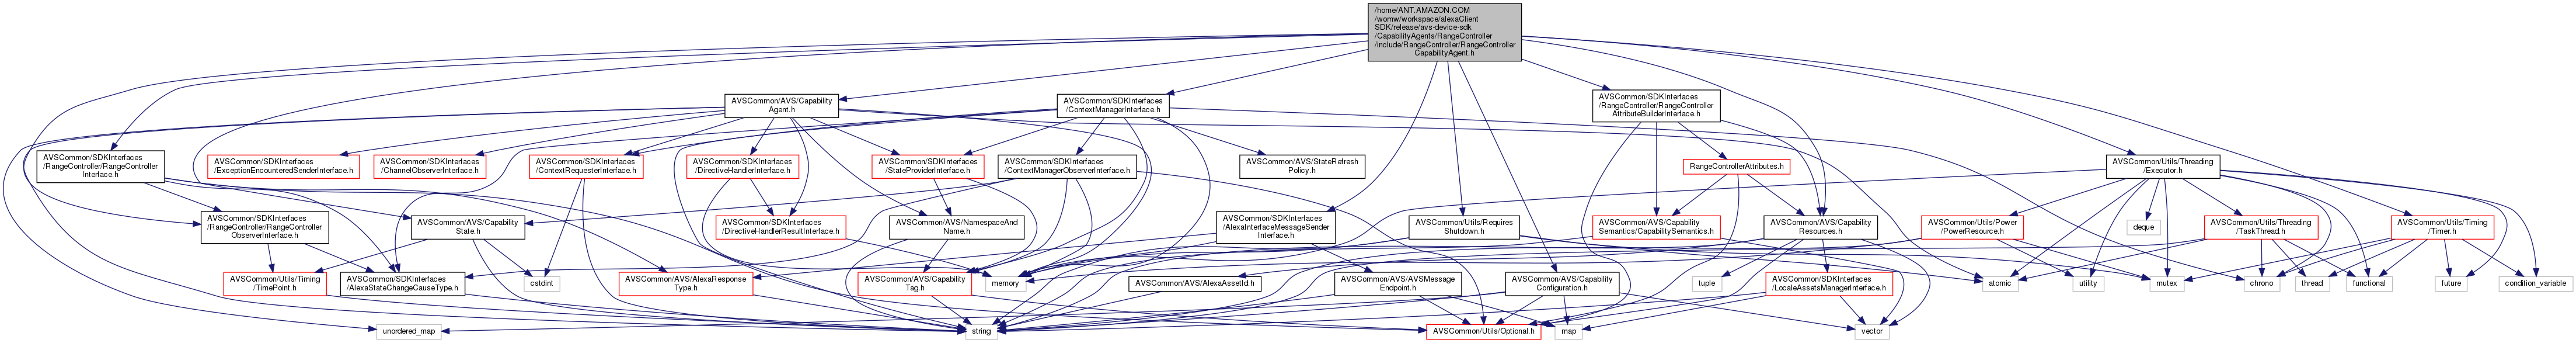 /home/ANT.AMAZON.COM
/womw/workspace/alexaClient
SDK/release/avs-device-sdk
/CapabilityAgents/RangeController
/include/RangeController/RangeController
CapabilityAgent.h
AVSCommon/AVS/Capability
Agent.h
AVSCommon/SDKInterfaces
/ContextManagerInterface.h
AVSCommon/SDKInterfaces
/RangeController/RangeController
AttributeBuilderInterface.h
AVSCommon/SDKInterfaces
/RangeController/RangeController
Interface.h
AVSCommon/SDKInterfaces
/ExceptionEncounteredSenderInterface.h
AVSCommon/SDKInterfaces
/ChannelObserverInterface.h
AVSCommon/SDKInterfaces
/ContextRequesterInterface.h
AVSCommon/SDKInterfaces
/DirectiveHandlerInterface.h
AVSCommon/SDKInterfaces
/StateProviderInterface.h
AVSCommon/SDKInterfaces
/ContextManagerObserverInterface.h
AVSCommon/AVS/StateRefresh
Policy.h
RangeControllerAttributes.h
AVSCommon/Utils/Threading
/Executor.h
AVSCommon/SDKInterfaces
/RangeController/RangeController
ObserverInterface.h
AVSCommon/AVS/Capability
State.h
AVSCommon/SDKInterfaces
/DirectiveHandlerResultInterface.h
AVSCommon/AVS/NamespaceAnd
Name.h
AVSCommon/SDKInterfaces
/AlexaInterfaceMessageSender
Interface.h
AVSCommon/Utils/Requires
Shutdown.h
AVSCommon/AVS/Capability
Semantics/CapabilitySemantics.h
AVSCommon/AVS/Capability
Resources.h
AVSCommon/Utils/Power
/PowerResource.h
deque
AVSCommon/Utils/Threading
/TaskThread.h
AVSCommon/Utils/Timing
/Timer.h
AVSCommon/Utils/Timing
/TimePoint.h
AVSCommon/SDKInterfaces
/AlexaStateChangeCauseType.h
cstdint
AVSCommon/AVS/AlexaResponse
Type.h
AVSCommon/AVS/Capability
Tag.h
memory
AVSCommon/AVS/AlexaAssetId.h
AVSCommon/AVS/AVSMessage
Endpoint.h
AVSCommon/AVS/Capability
Configuration.h
tuple
AVSCommon/SDKInterfaces
/LocaleAssetsManagerInterface.h
atomic
utility
mutex
chrono
thread
functional
future
condition_variable
unordered_map
string
AVSCommon/Utils/Optional.h
map
vector